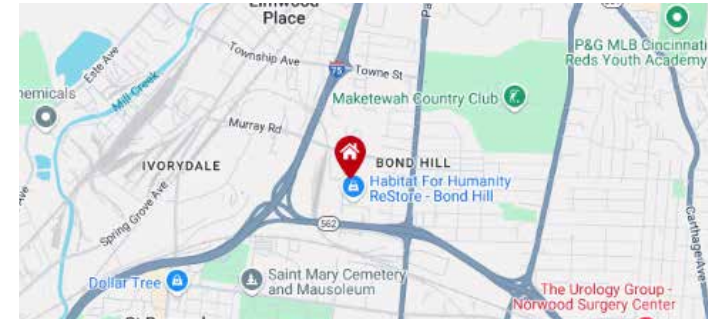 Elmwood
Place
Township Ave
75
Towne St
P&G MLB Cincinnati
Reds Youth Academy
Este Ave
Mill Creek
hemicals
Maketewah Country Club
Murray Rd
IVORYDALE
BOND HILL
Habitat For Humanity
ReStore - Bond Hill
Spring Grove Ave
562
Carthage Ave
Dollar Tree
Saint Mary Cemetery
and Mausoleum
The Urology Group -
Norwood Surgery Center